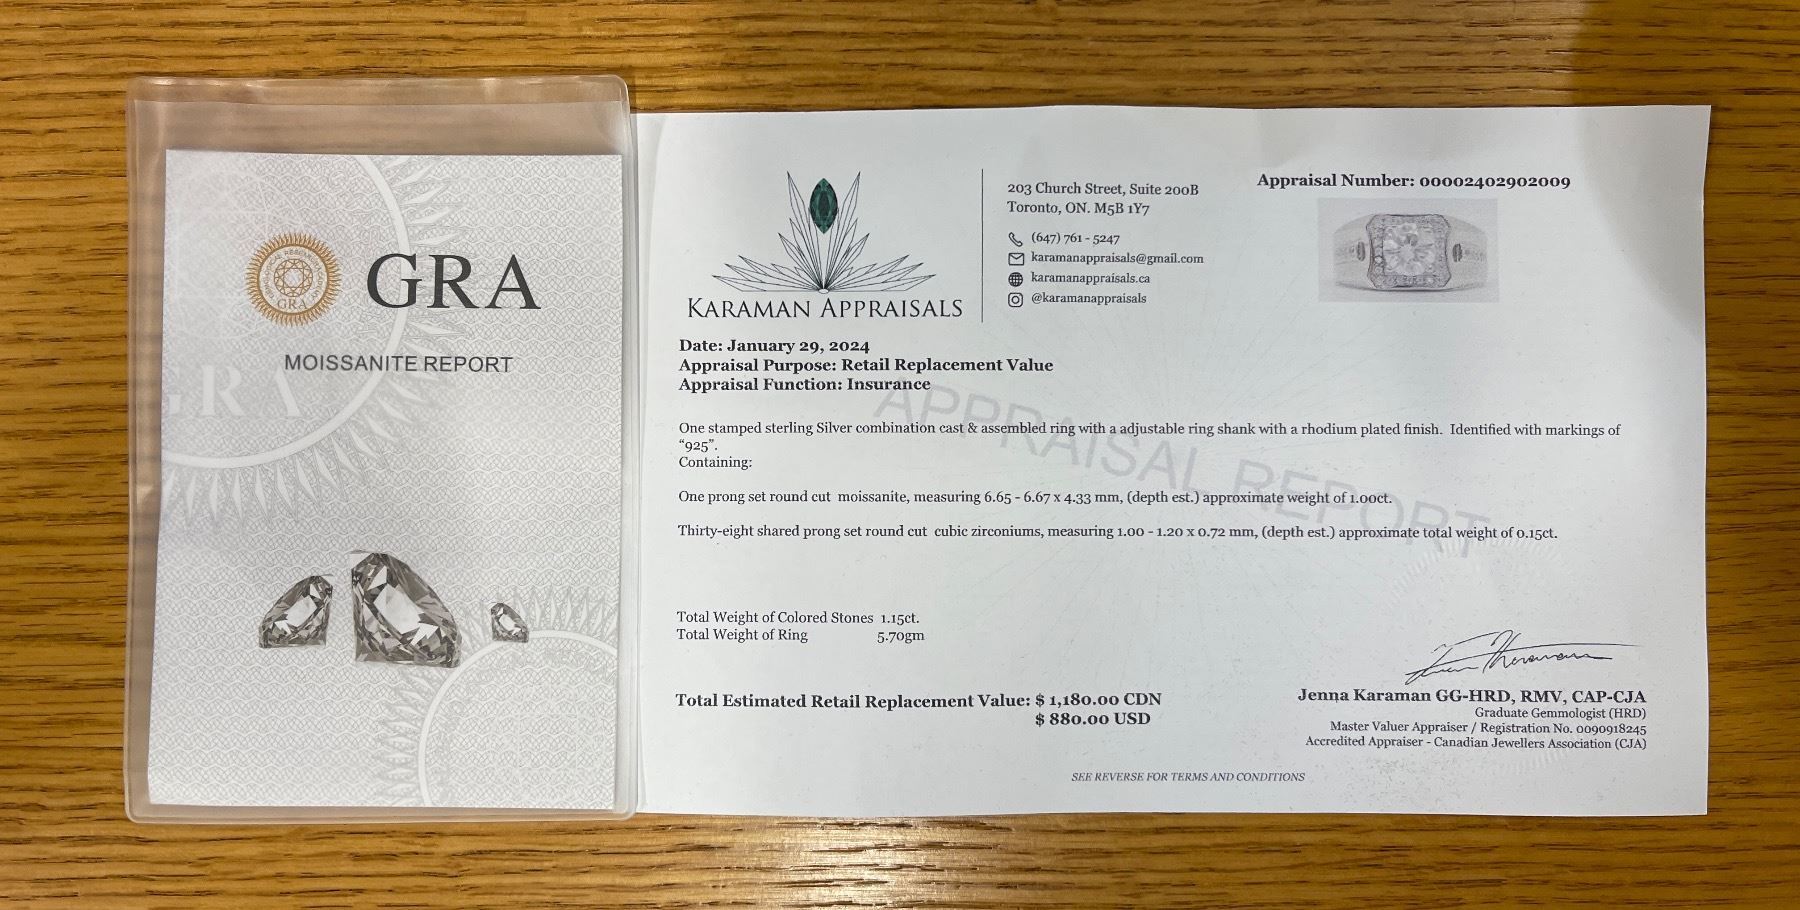 GRA
GRA
MOISSANITE REPORT
GRA
KARAMAN APPRAISALS
203 Church Street, Suite 200B
Toronto, ON. M5B 1Y7
(647) 761 - 5247
karamanappraisals@gmail.com
karamanappraisals.ca
@karamanappraisals
Appraisal Number: 00002402902009
Date: January 29, 2024
Appraisal Purpose: Retail Replacement Value
Appraisal Function: Insurance
APPRAISAL REPORT
One stamped sterling Silver combination cast & assembled ring with a adjustable ring shank with a rhodium plated finish. Identified with markings of
“925”.
Containing:
One prong set round cut moissanite, measuring 6.65 - 6.67 x 4.33 mm, (depth est.) approximate weight of 1.00ct.
Thirty-eight shared prong set round cut cubic zirconiums, measuring 1.00 - 1.20 x 0.72 mm, (depth est.) approximate total weight of 0.15ct.
Total Weight of Colored Stones 1.15ct.
Total Weight of Ring 5.70gm
Total Estimated Retail Replacement Value: $ 1,180.00 CDN
$ 880.00 USD
Jenna Karaman GG-HRD, RMV, CAP-CJA
Graduate Gemmologist (HRD)
Master Valuer Appraiser / Registration No. 0090918245
Accredited Appraiser - Canadian Jewellers Association (CJA)
SEE REVERSE FOR TERMS AND CONDITIONS